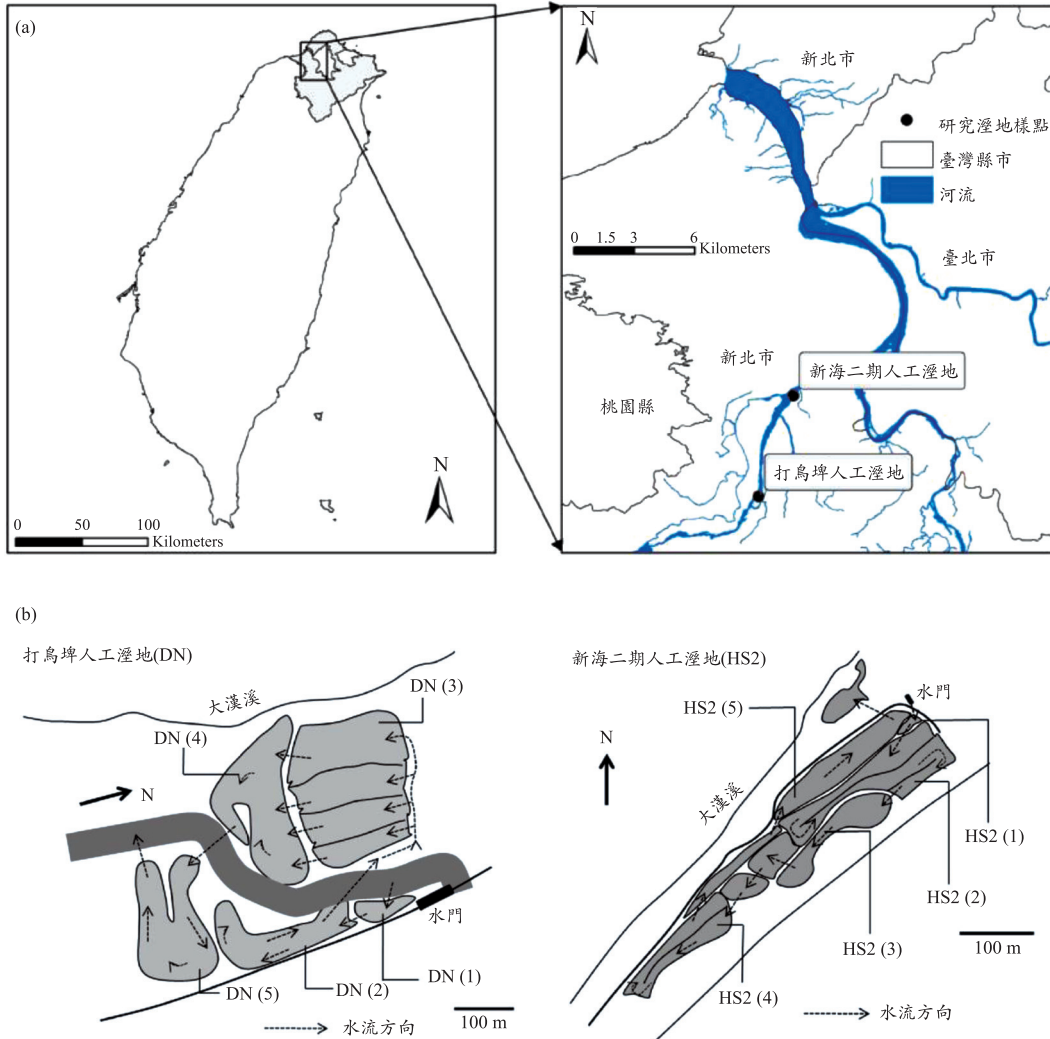 (a)
N
0 50 100
Kilometers
N
新北市
研究溼地樣點
臺灣縣市
河流
0 1.5 3 6
Kilometers
臺北市
新北市
新海二期人工溼地
桃園縣
打鳥埤人工溼地
(b)
打鳥埤人工溼地(DN)
大漢溪
DN (3)
DN (4)
N
水門
DN (1)
DN (2)
DN (5)
100 m
水流方向
新海二期人工溼地(HS2)
水門
HS2 (5)
N
大漢溪
HS2 (1)
HS2 (2)
HS2 (3)
100 m
HS2 (4)
水流方向